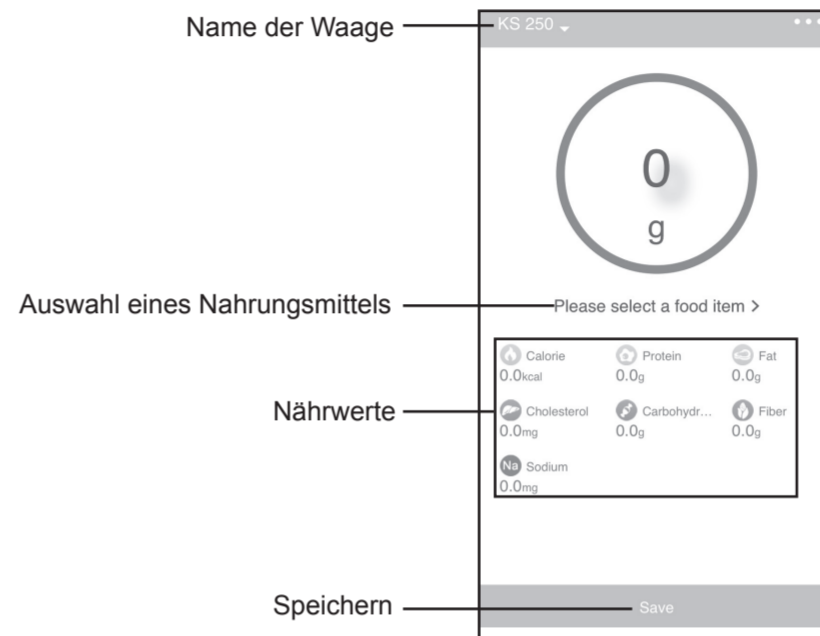 Name der Waage
KS 250
0
g
Auswahl eines Nahrungsmittels
Please select a food item >
Nährwerte
Calorie
0.0kcal
Protein
0.0g
Fat
0.0g
Cholesterol
0.0mg
Carbohydr...
0.0g
Fiber
0.0g
Na
Sodium
0.0mg
Speichern
Save